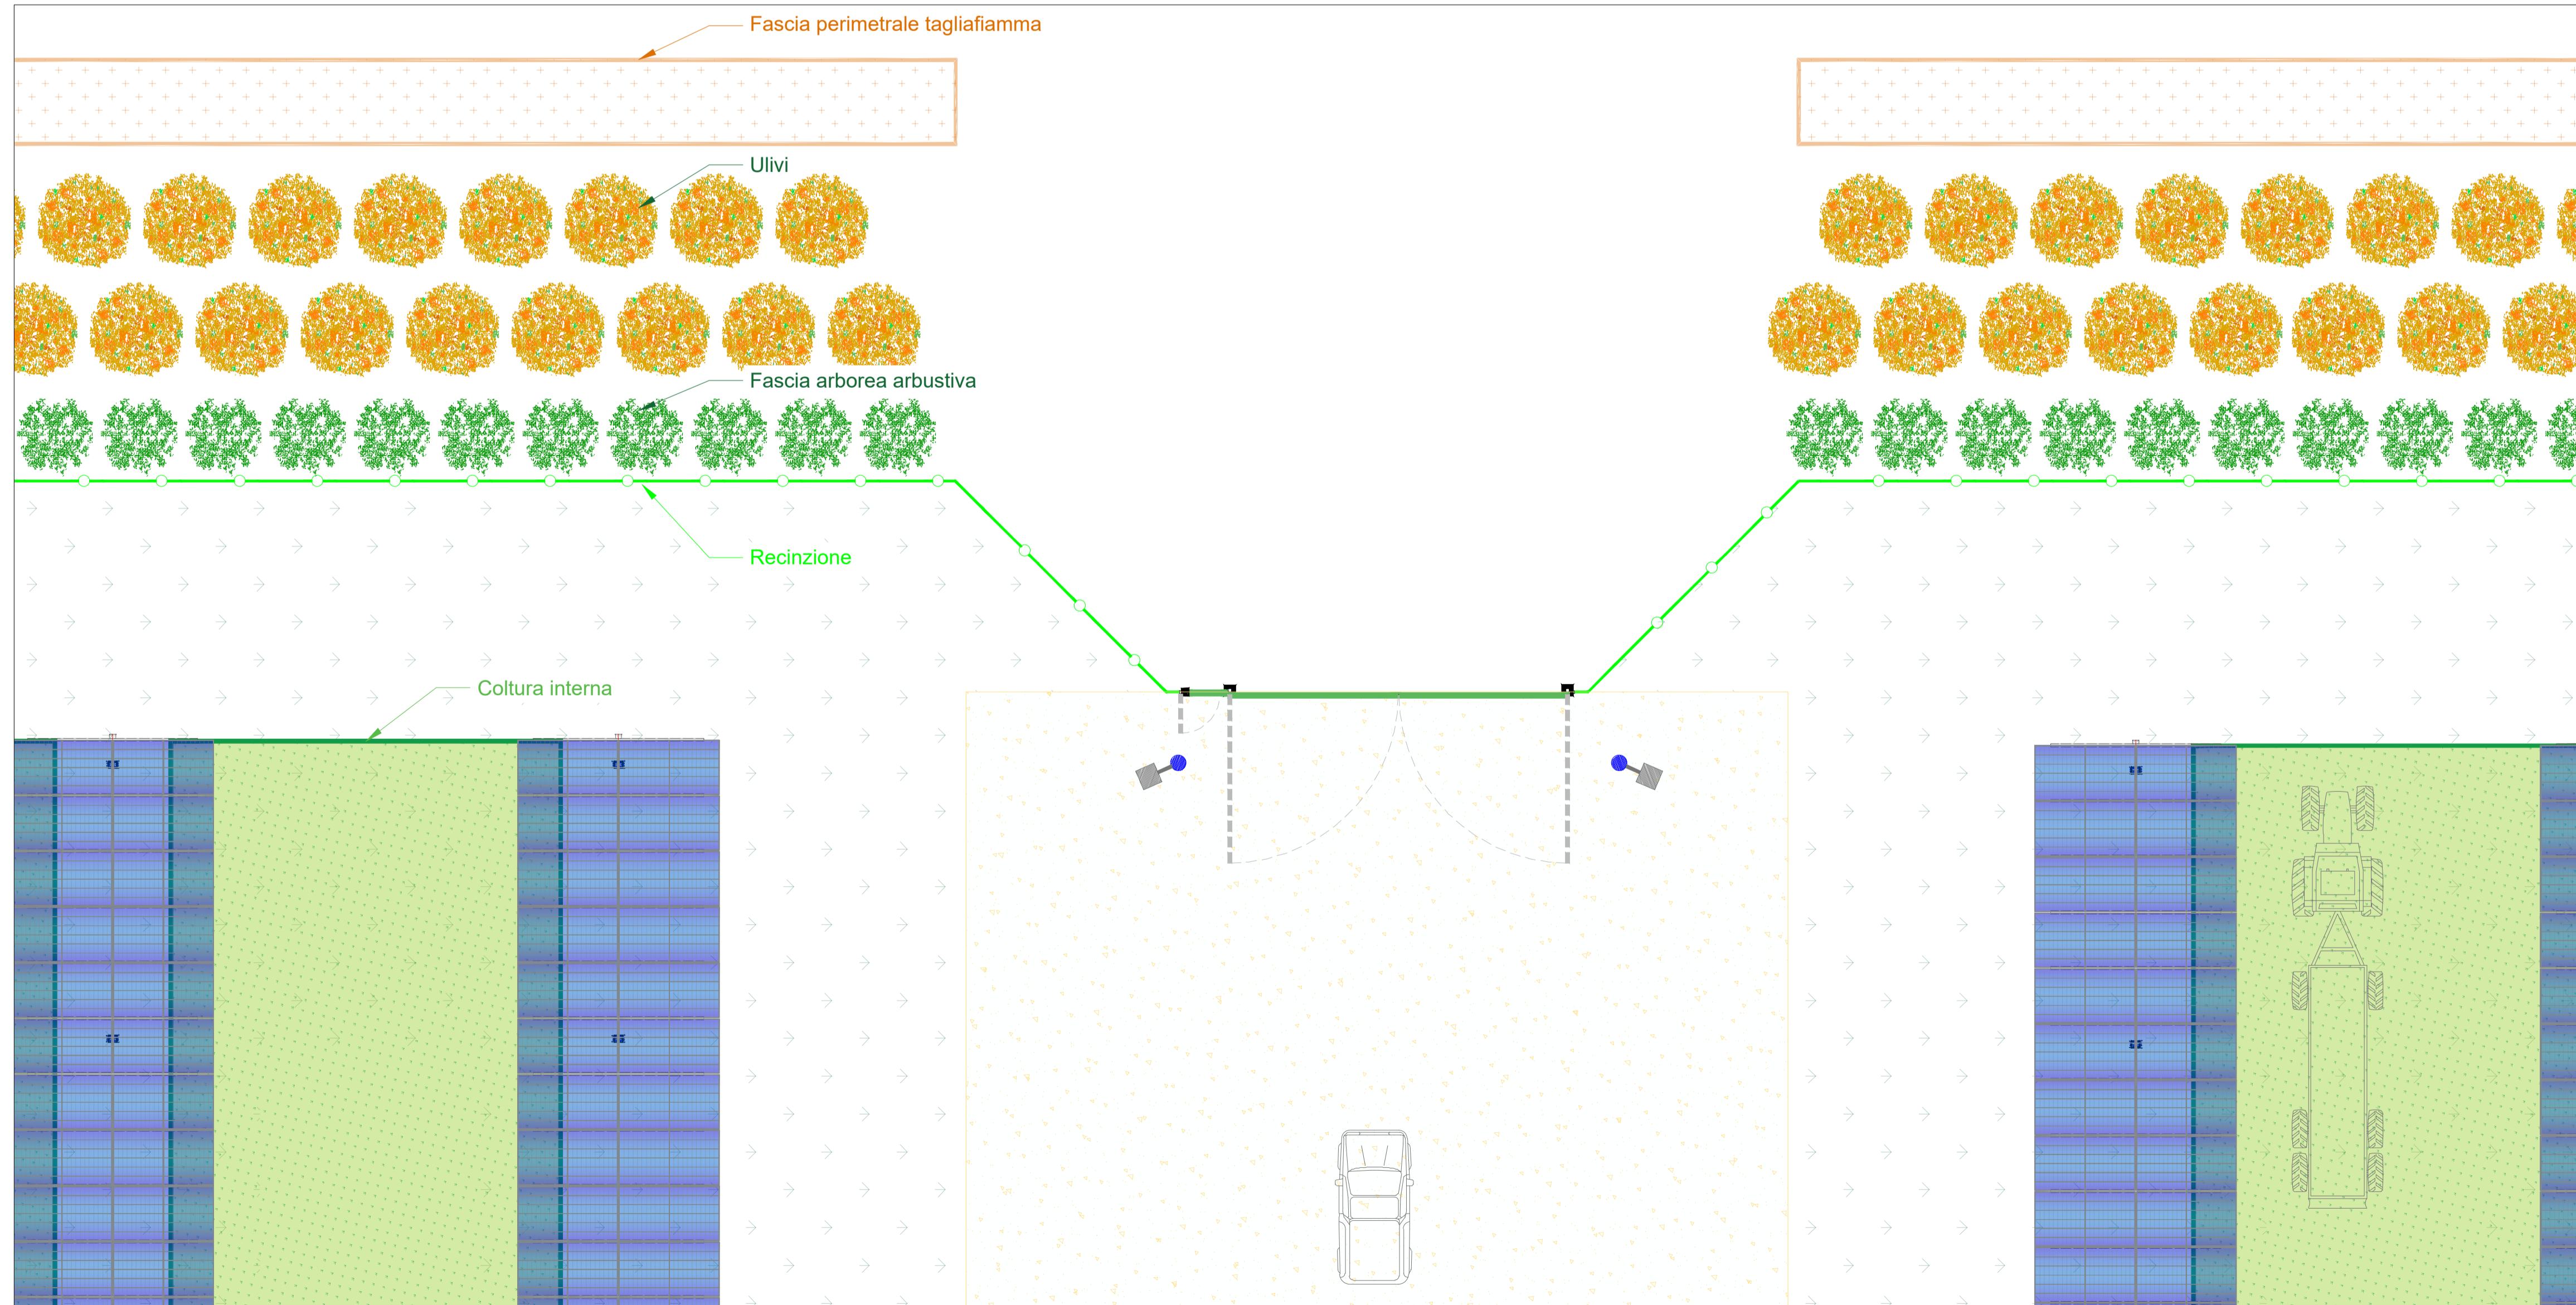 Fascia perimetrale tagliafiamma
Ulivi
Fascia arborea arbustiva
Recinzione
Coltura interna